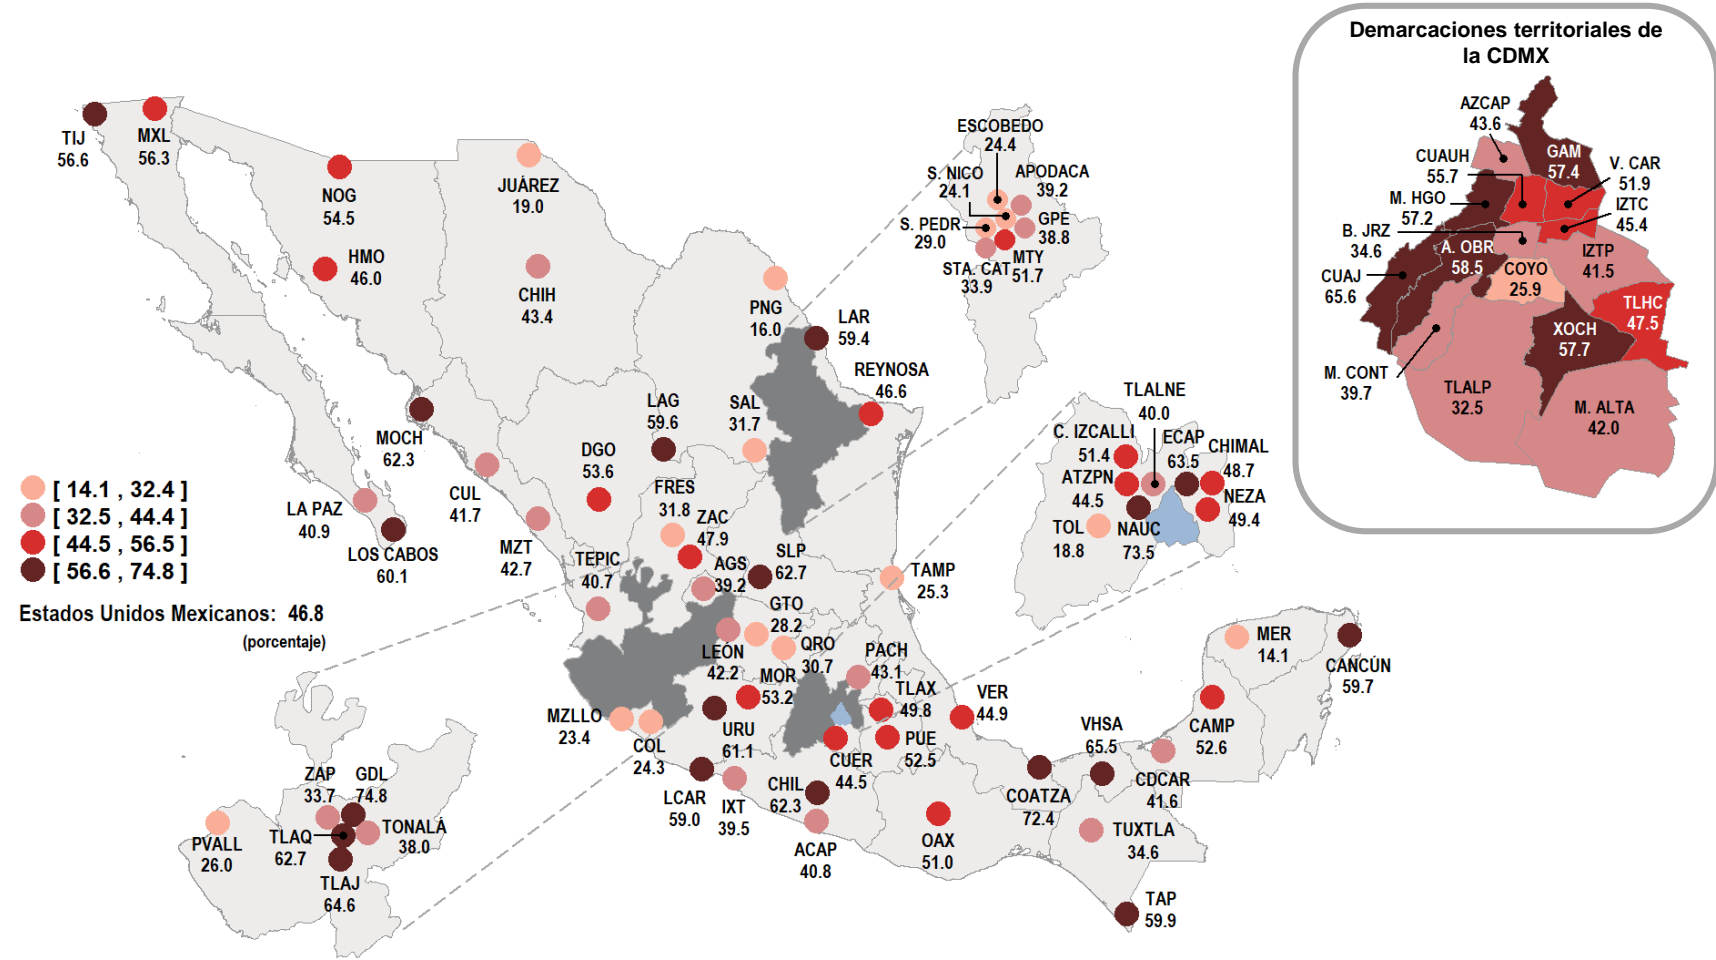 Demarcaciones territoriales de
la CDMX
AZCAP
43.6
CUAUH
55.7
GAM
57.4
V. CAR
51.9
M. HGO
57.2
IZTC
45.4
B. JRZ
34.6
A. OBR
58.5
IZTP
41.5
CUAJ
65.6
COYO
25.9
TLHC
47.5
XOCH
57.7
M. CONT
39.7
TLALP
32.5
M. ALTA
42.0
TIJ
56.6
MXL
56.3
NOG
54.5
HMO
46.0
JUÁREZ
19.0
CHIH
43.4
ESCOBEDO
24.4
S. NICO
24.1
APODACA
39.2
S. PEDR
29.0
GPE
38.8
STA. CAT
33.9
MTY
51.7
PNG
16.0
LAR
59.4
REYNOSA
46.6
LAG
59.6
SAL
31.7
MOCH
62.3
DGO
53.6
CUL
41.7
FRES
31.8
ZAC
47.9
LA PAZ
40.9
LOS CABOS
60.1
MZT
42.7
TEPIC
40.7
AGS
39.2
SLP
62.7
TAMP
25.3
TLALNE
40.0
C. IZCALLI
51.4
ECAP
63.5
CHIMAL
48.7
ATZPN
44.5
NEZA
49.4
TOL
18.8
NAUC
73.5
[ 14.1 , 32.4 ]
[ 32.5 , 44.4 ]
[ 44.5 , 56.5 ]
[ 56.6 , 74.8 ]
Estados Unidos Mexicanos: 46.8
(porcentaje)
GTO
28.2
LEÓN
42.2
QRO
30.7
PACH
43.1
MOR
53.2
TLAX
49.8
VER
44.9
MZLLO
23.4
COL
24.3
URU
61.1
CUER
44.5
PUE
52.5
LCAR
59.0
IXT
39.5
CHIL
62.3
ACAP
40.8
OAX
51.0
COATZA
72.4
VHSA
65.5
CDCAR
41.6
TUXTLA
34.6
TAP
59.9
MER
14.1
CANCÚN
59.7
CAMP
52.6
ZAP
33.7
GDL
74.8
PVALL
26.0
TLAQ
62.7
TONALÁ
38.0
TLAJ
64.6